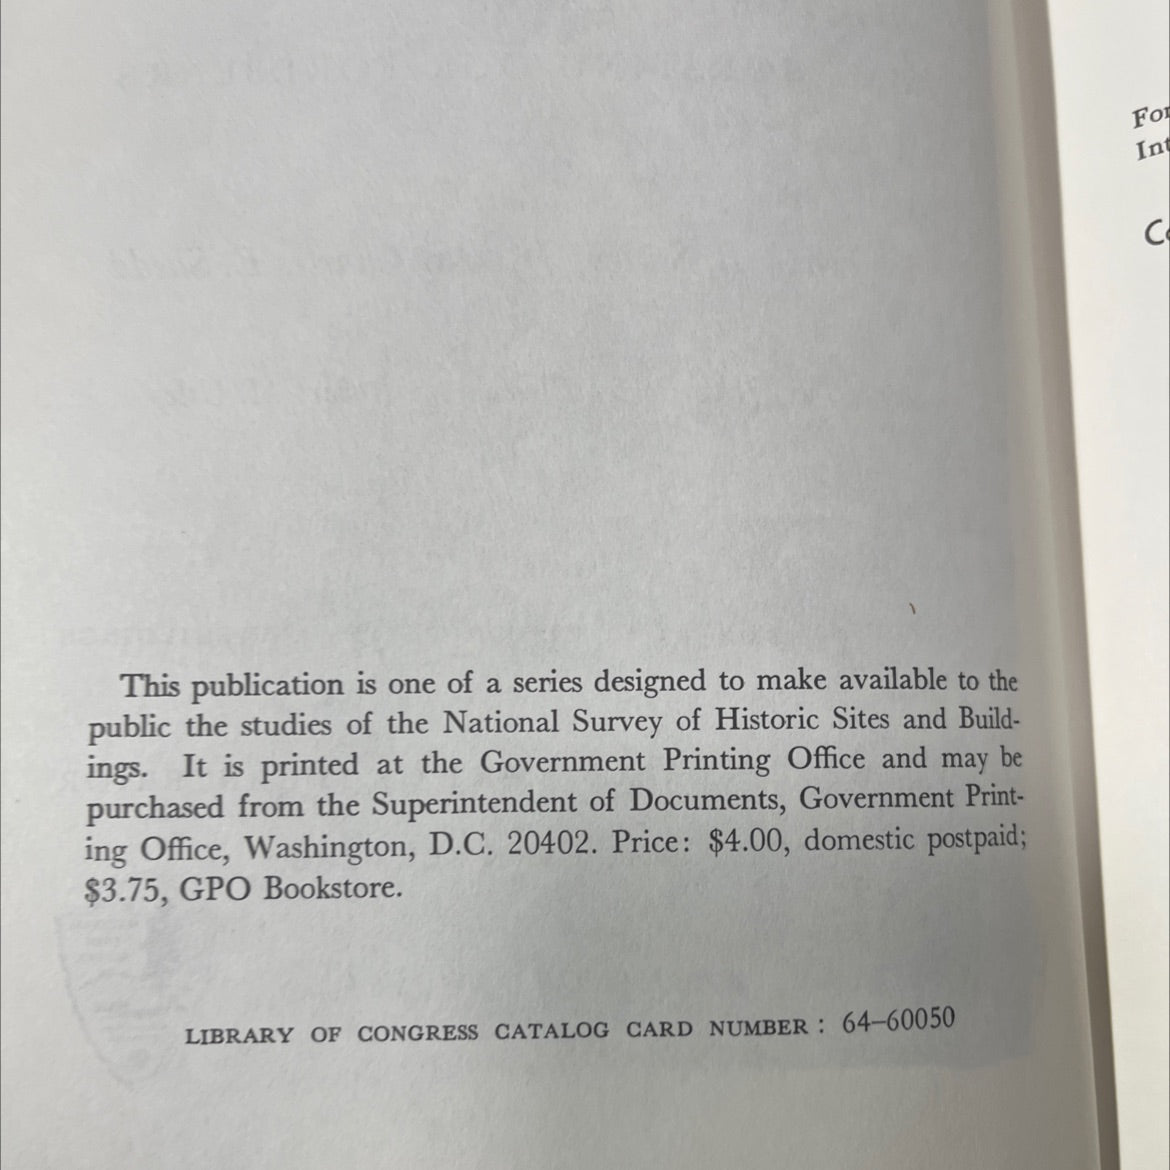 This publication is one of a series designed to make available to the
public the studies of the National Survey of Historic Sites and Build-
ings. It is printed at the Government Printing Office and may be
purchased from the Superintendent of Documents, Government Print-
ing Office, Washington, D.C. 20402. Price: $4.00, domestic postpaid;
$3.75, GPO Bookstore.
LIBRARY OF CONGRESS CATALOG CARD NUMBER: 64–60050
For
Int